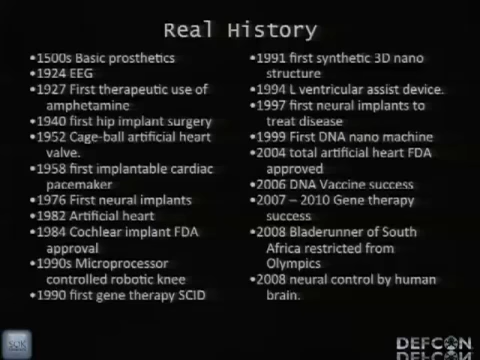 Real History
•1500s Basic prosthetics
•1924 EEG
•1927 First therapeutic use of
amphetamine
•1940 first hip implant surgery
•1952 Cage-ball artificial heart
valve.
•1958 first implantable cardiac
pacemaker
•1976 First neural implants
•1982 Artificial heart
•1984 Cochlear implant FDA
approval
•1990s Microprocessor
controlled robotic knee
•1990 first gene therapy SCID
•1991 first synthetic 3D nano
structure
•1994 L ventricular assist device.
•1997 first neural implants to
treat disease
•1999 First DNA nano machine
•2004 total artificial heart FDA
approved
•2006 DNA Vaccine success
•2007 – 2010 Gene therapy
success
•2008 Bladerunner of South
Africa restricted from
Olympics
•2008 neural control by human
brain.
DEFCON